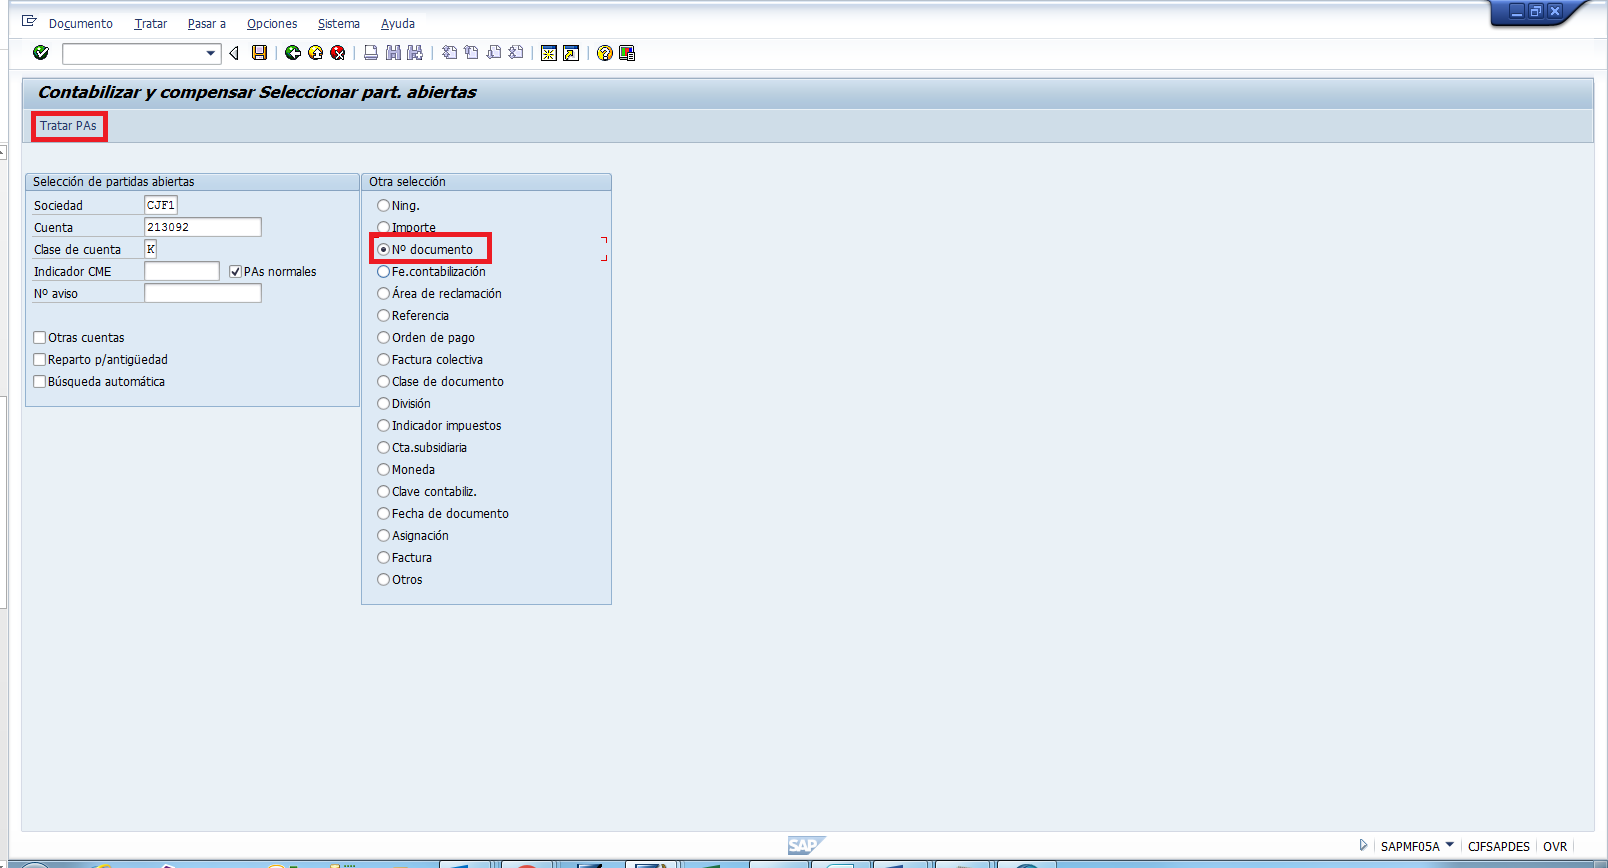 Documento Tratar Pasar a Opciones Sistema Ayuda
Contabilizar y compensar Seleccionar part. abiertas
Tratar PAs
Selección de partidas abiertas
Sociedad CJF1
Cuenta 213092
Clase de cuenta K
Indicador CME PAs normales
Nº aviso
Otras cuentas
Reparto p/antigüedad
Búsqueda automática
Otra selección
Ning.
Importe
Nº documento
Fe.contabilización
Área de reclamación
Referencia
Orden de pago
Factura colectiva
Clase de documento
División
Indicador impuestos
Cta.subsidiaria
Moneda
Clave contabiliz.
Fecha de documento
Asignación
Factura
Otros
SAP
SAPMF05A CJFSAPDES OVR